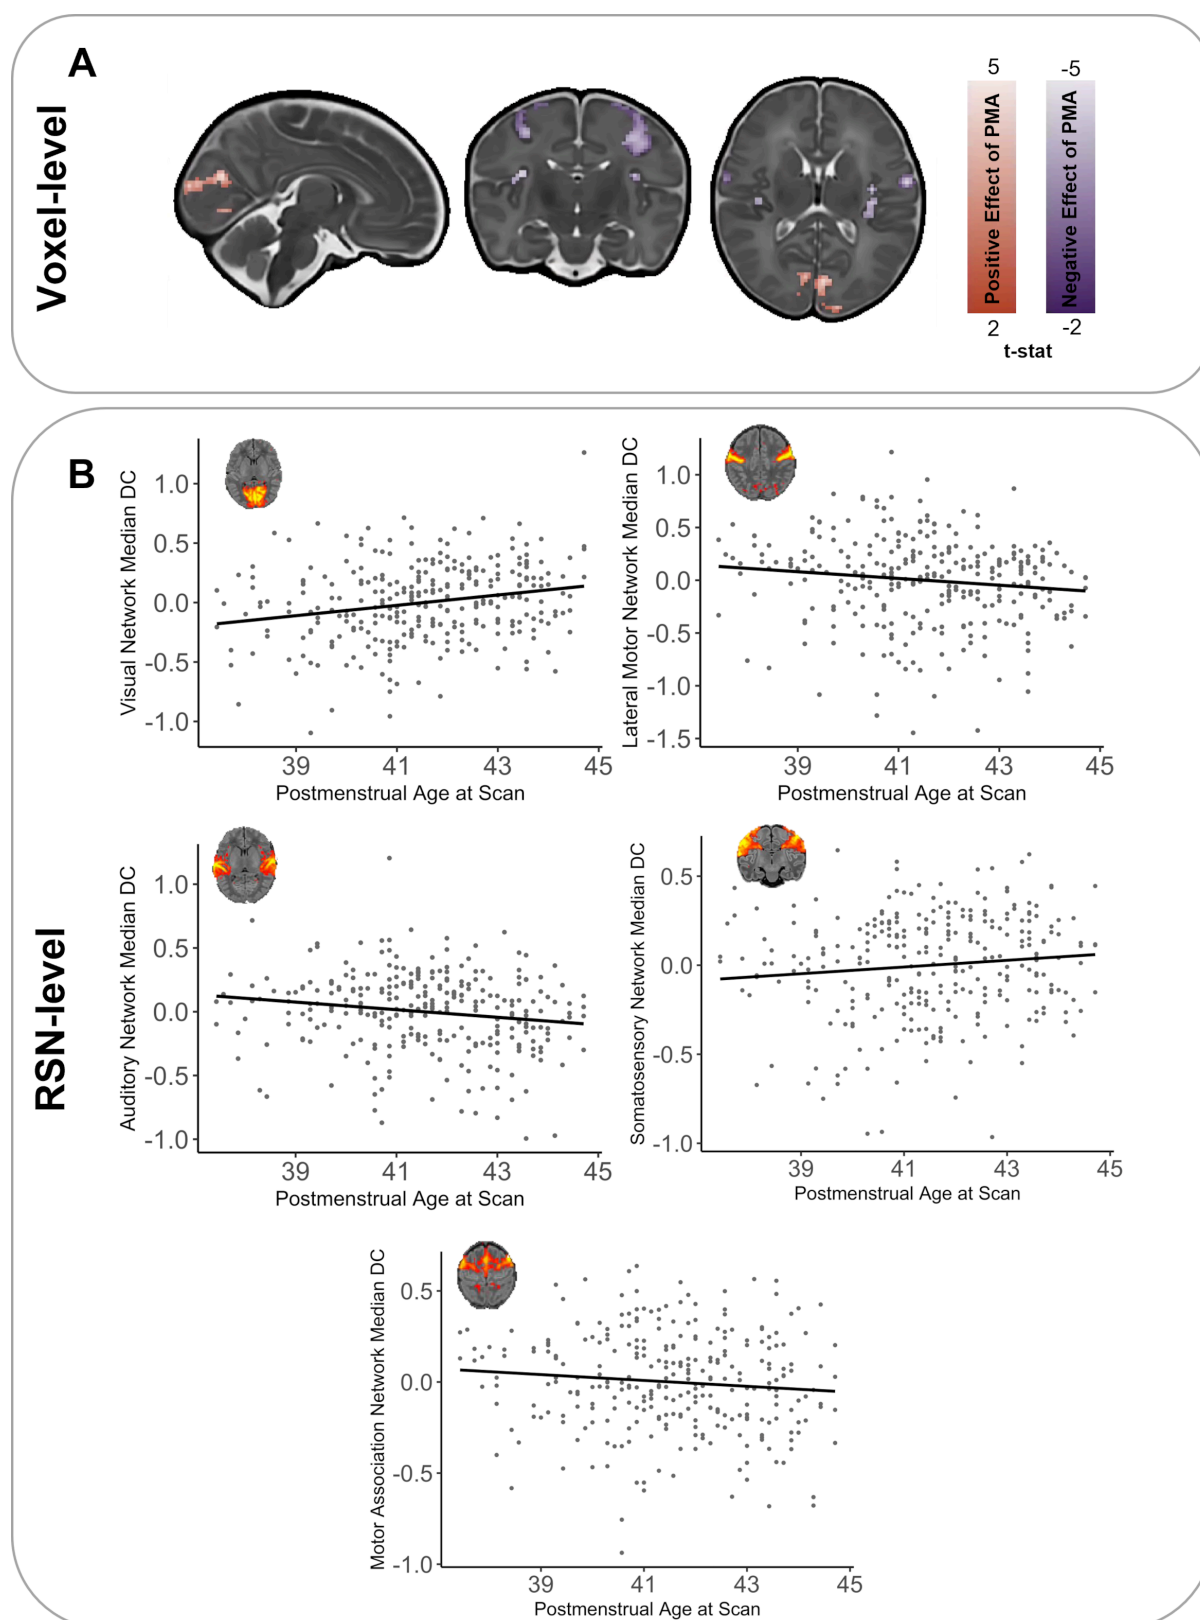 A
Voxel-level
5
-5
Positive Effect of PMA
Negative Effect of PMA
2
-2
t-stat
B
RSN-level
Visual Network Median DC
1.0
0.5
0.0
-0.5
-1.0
39
41
43
45
Postmenstrual Age at Scan
Lateral Motor Network Median DC
1.0
0.5
0.0
-0.5
-1.0
-1.5
39
41
43
45
Postmenstrual Age at Scan
Auditory Network Median DC
1.0
0.5
0.0
-0.5
-1.0
39
41
43
45
Postmenstrual Age at Scan
Somatosensory Network Median DC
0.5
0.0
-0.5
-1.0
39
41
43
45
Postmenstrual Age at Scan
Motor Association Network Median DC
0.5
0.0
-0.5
-1.0
39
41
43
45
Postmenstrual Age at Scan